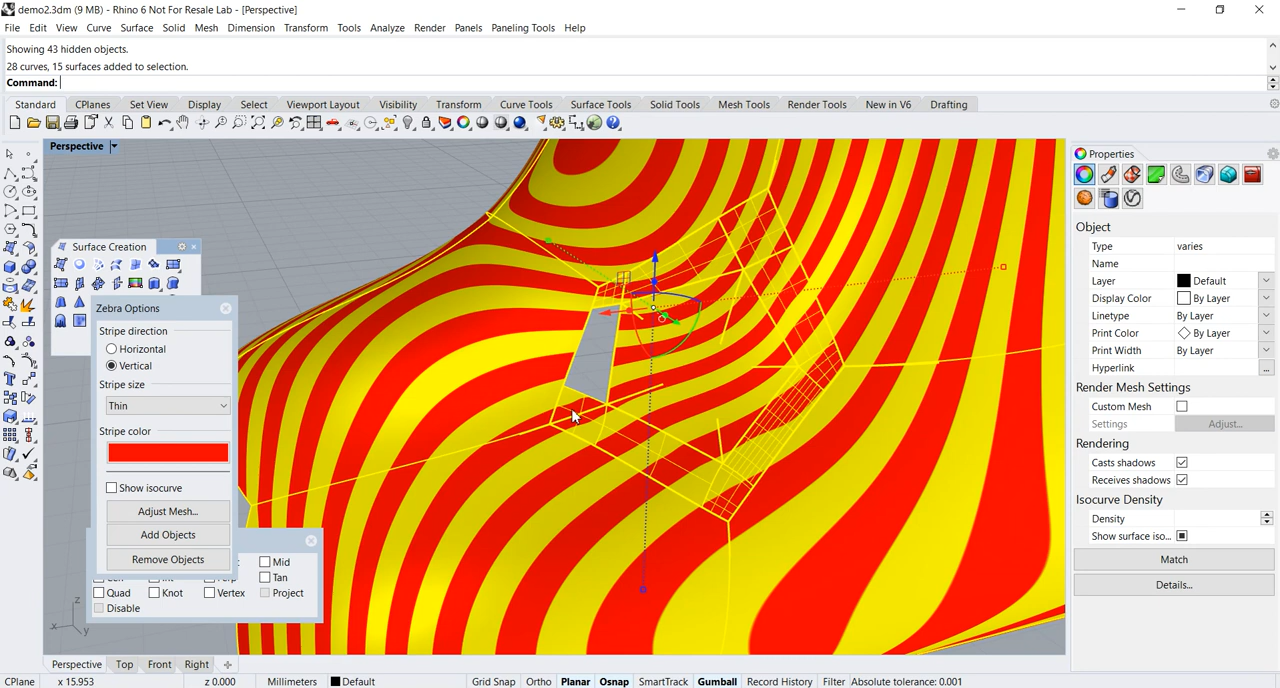 demo2.3dm (9 MB) - Rhino 6 Not For Resale Lab - [Perspective]
File Edit View Curve Surface Solid Mesh Dimension Transform Tools Analyze Render Panels Paneling Tools Help
Showing 43 hidden objects.
28 curves, 15 surfaces added to selection.
Command:
Standard CPlanes Set View Display Select Viewport Layout Visibility Transform Curve Tools Surface Tools Solid Tools Mesh Tools Render Tools New in V6 Drafting
Perspective
Surface Creation
Zebra Options
Stripe direction
Horizontal
Vertical
Stripe size
Thin
Stripe color
Show isocurve
Adjust Mesh...
Add Objects
Remove Objects
Mid
Tan
Quad Knot Vertex Project
Disable
z
x y
Properties
Object
Type varies
Name
Layer Default
Display Color By Layer
Linetype By Layer
Print Color By Layer
Print Width By Layer
Hyperlink ...
Render Mesh Settings
Custom Mesh
Settings Adjust...
Rendering
Casts shadows
Receives shadows
Isocurve Density
Density
Show surface iso...
Match
Details...
Perspective Top Front Right
CPlane x 15.953 z 0.000 Millimeters Default Grid Snap Ortho Planar Osnap SmartTrack Gumball Record History Filter Absolute tolerance: 0.001